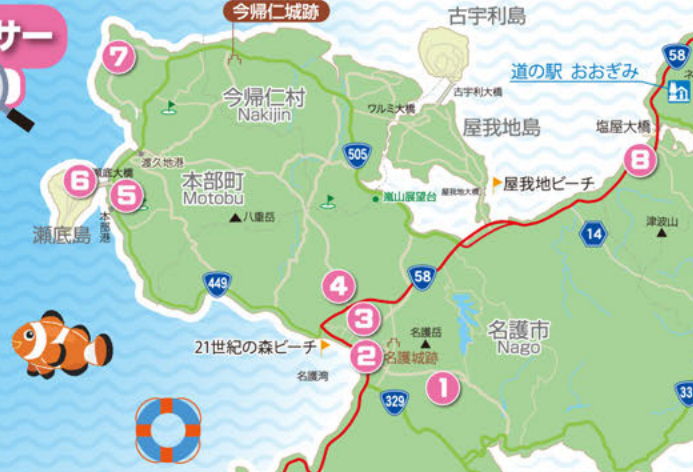 サー
今帰仁城跡
古宇利島
7
58
道の駅 おおぎみ
今帰仁村
Nakijin
ワルミ大橋
古宇利大橋
屋我地島
塩屋大橋
8
505
渡久地港
瀬底大橋
6
5
本部町
Motobu
屋我地大橋
屋我地ビーチ
嵐山展望台
本部港
瀬底島
八重岳
14
津波山
449
4
58
3
21世紀の森ビーチ
2
名護岳
名護城跡
名護市
Nago
名護湾
1
329
33